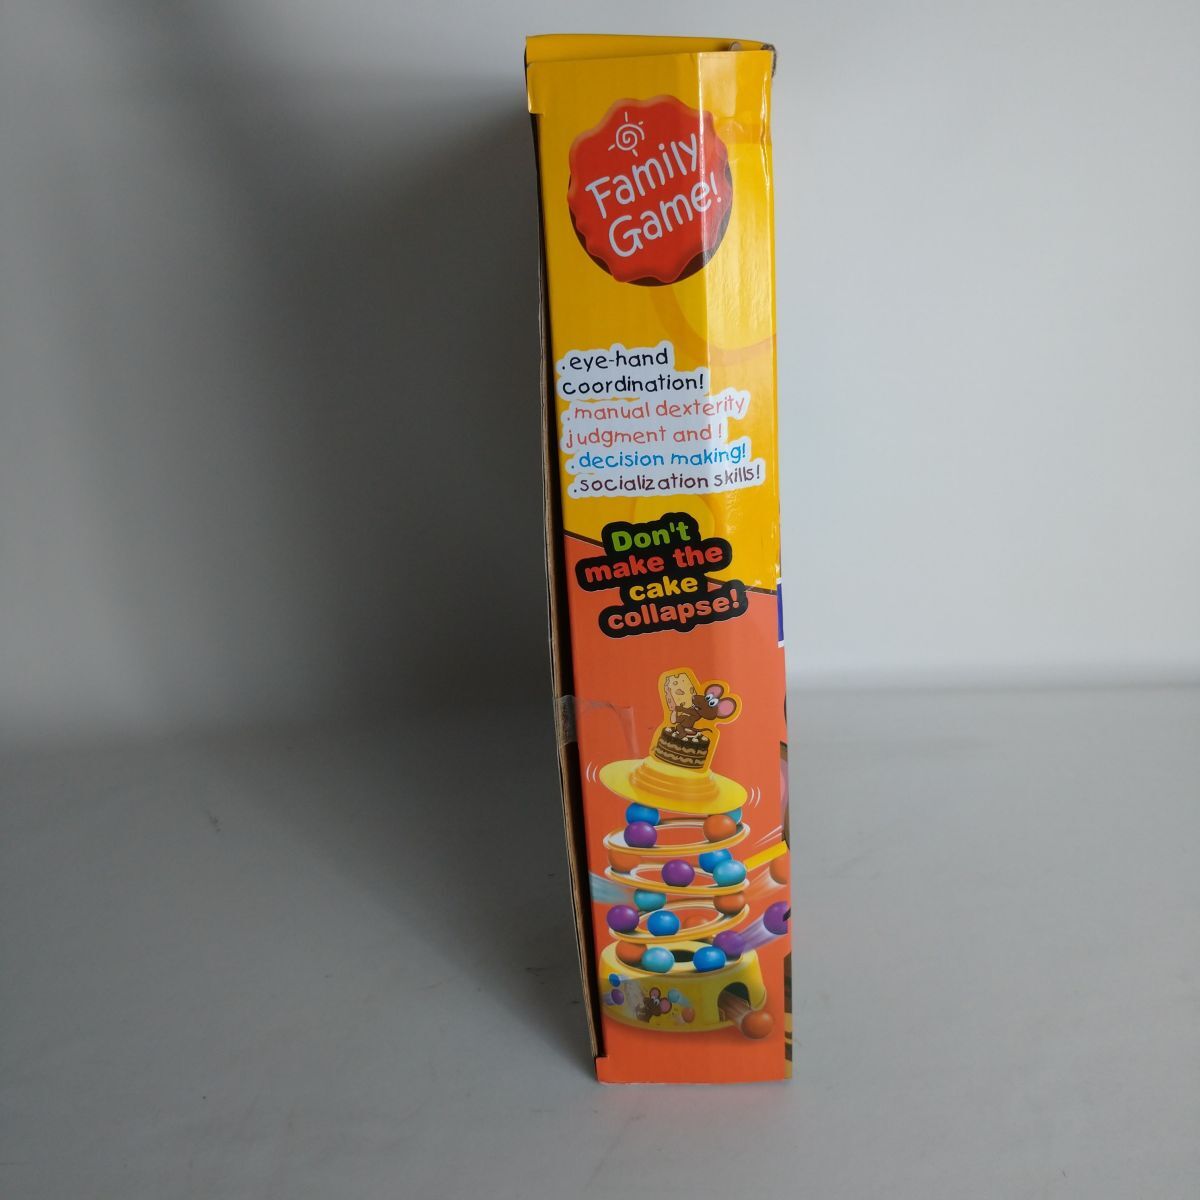 Family
Game!
.eye-hand
coordination!
.manual dexterity
judgment and !
.decision making!
.socialization skills!
Don't
make the
cake
collapse!